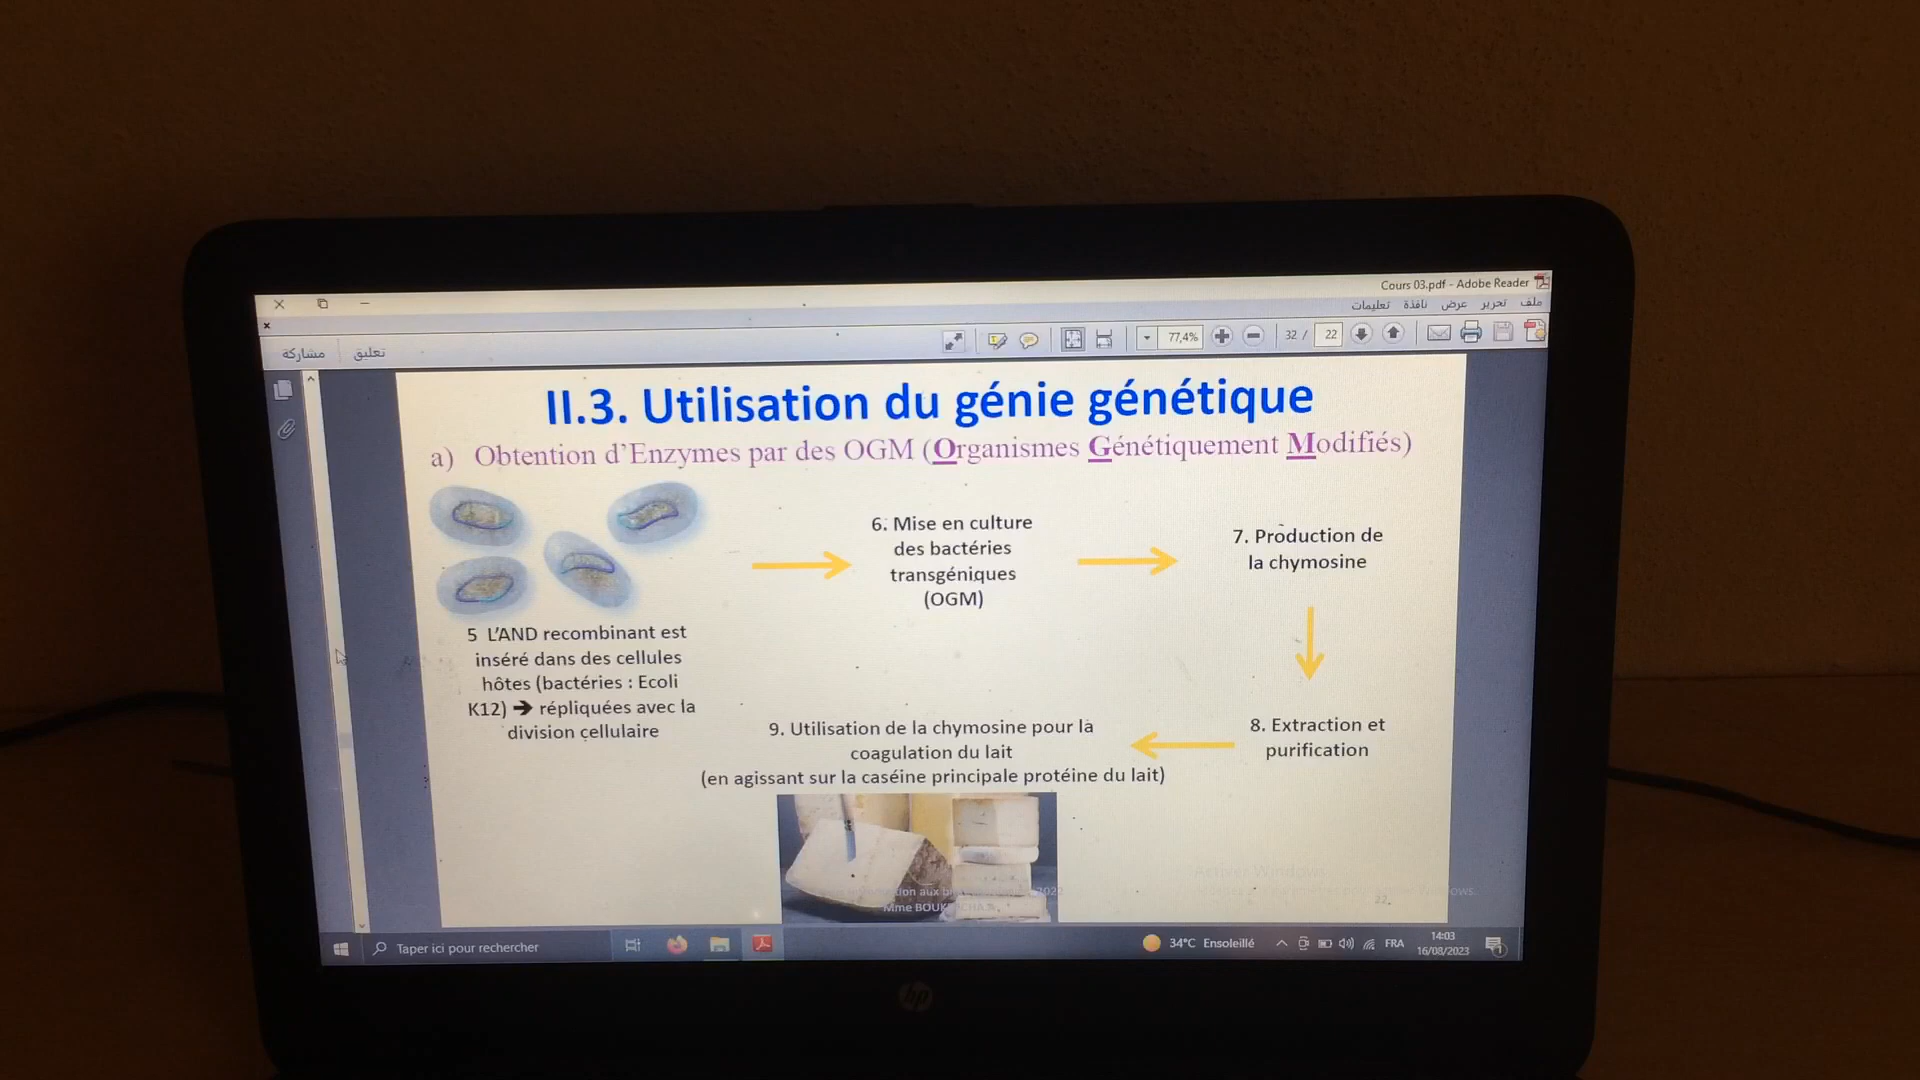 Cours 03.pdf - Adobe Reader
ملف تحرير عرض نافذة تعليمات
77,4%
32 / 22
مشاركة تعليق
II.3. Utilisation du génie génétique
a) Obtention d'Enzymes par des OGM (Organismes Génétiquement Modifiés)
5 L'AND recombinant est
inséré dans des cellules
hôtes (bactéries : Ecoli
K12) ➔ répliquées avec la
division cellulaire
6. Mise en culture
des bactéries
transgéniques
(OGM)
7. Production de
la chymosine
8. Extraction et
purification
9. Utilisation de la chymosine pour la
coagulation du lait
(en agissant sur la caséine principale protéine du lait)
Mme
Activer Windows
22
Taper ici pour rechercher
34°C Ensoleillé
FRA
14:03
16/08/2023
hp